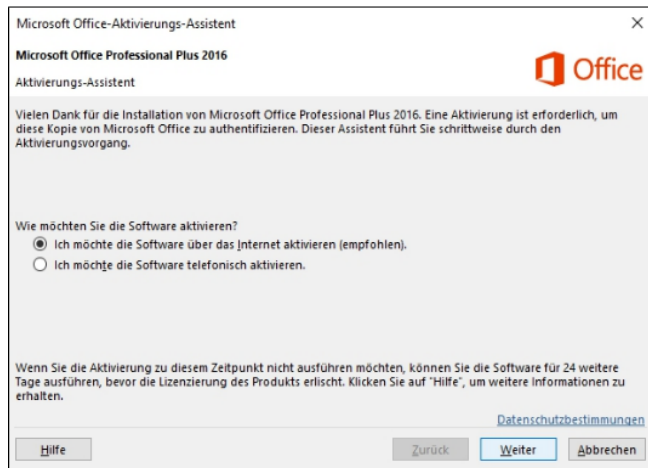 Microsoft Office-Aktivierungs-Assistent
Microsoft Office Professional Plus 2016
Office
Aktivierungs-Assistent
Vielen Dank für die Installation von Microsoft Office Professional Plus 2016. Eine Aktivierung ist erforderlich, um
diese Kopie von Microsoft Office zu authentifizieren. Dieser Assistent führt Sie schrittweise durch den
Aktivierungsvorgang.
Wie möchten Sie die Software aktivieren?
Ich möchte die Software über das Internet aktivieren (empfohlen).
Ich möchte die Software telefonisch aktivieren.
Wenn Sie die Aktivierung zu diesem Zeitpunkt nicht ausführen möchten, können Sie die Software für 24 weitere
Tage ausführen, bevor die Lizenzierung des Produkts erlischt. Klicken Sie auf "Hilfe", um weitere Informationen zu
erhalten.
Datenschutzbestimmungen
Hilfe Zurück Weiter Abbrechen